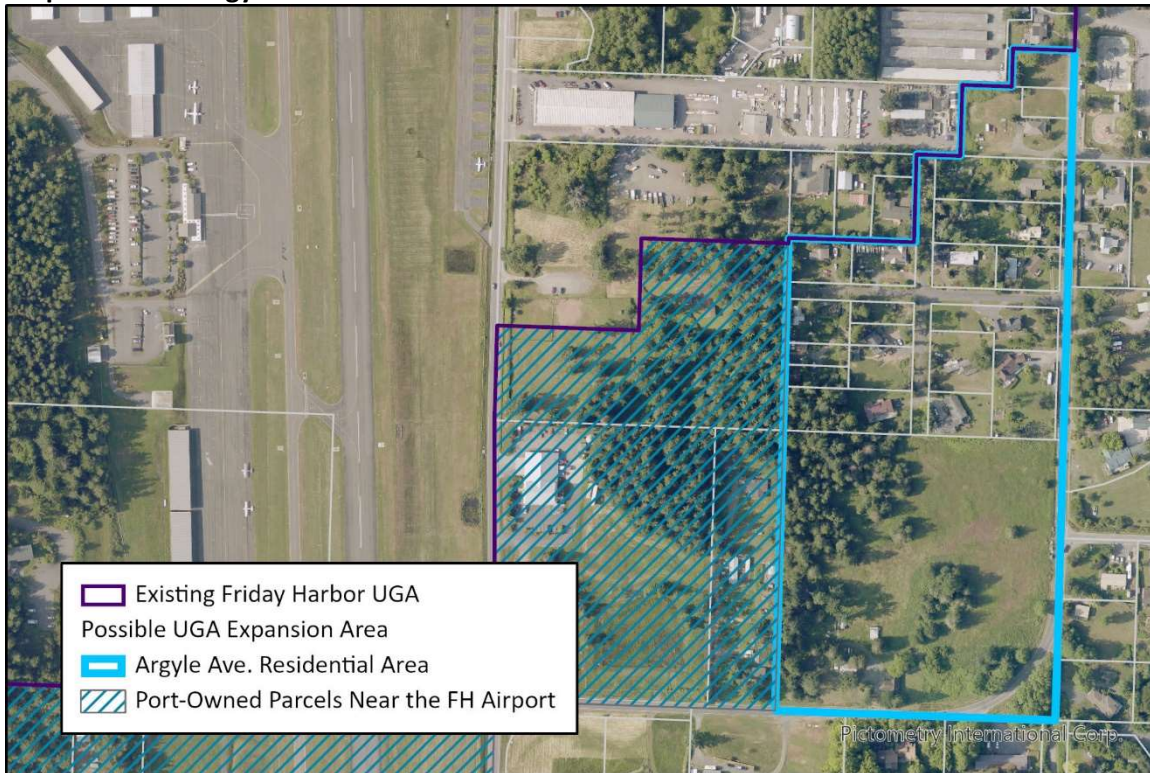 Existing Friday Harbor UGA
Possible UGA Expansion Area
Argyle Ave. Residential Area
Port-Owned Parcels Near the FH Airport
Pictometry International Corp.